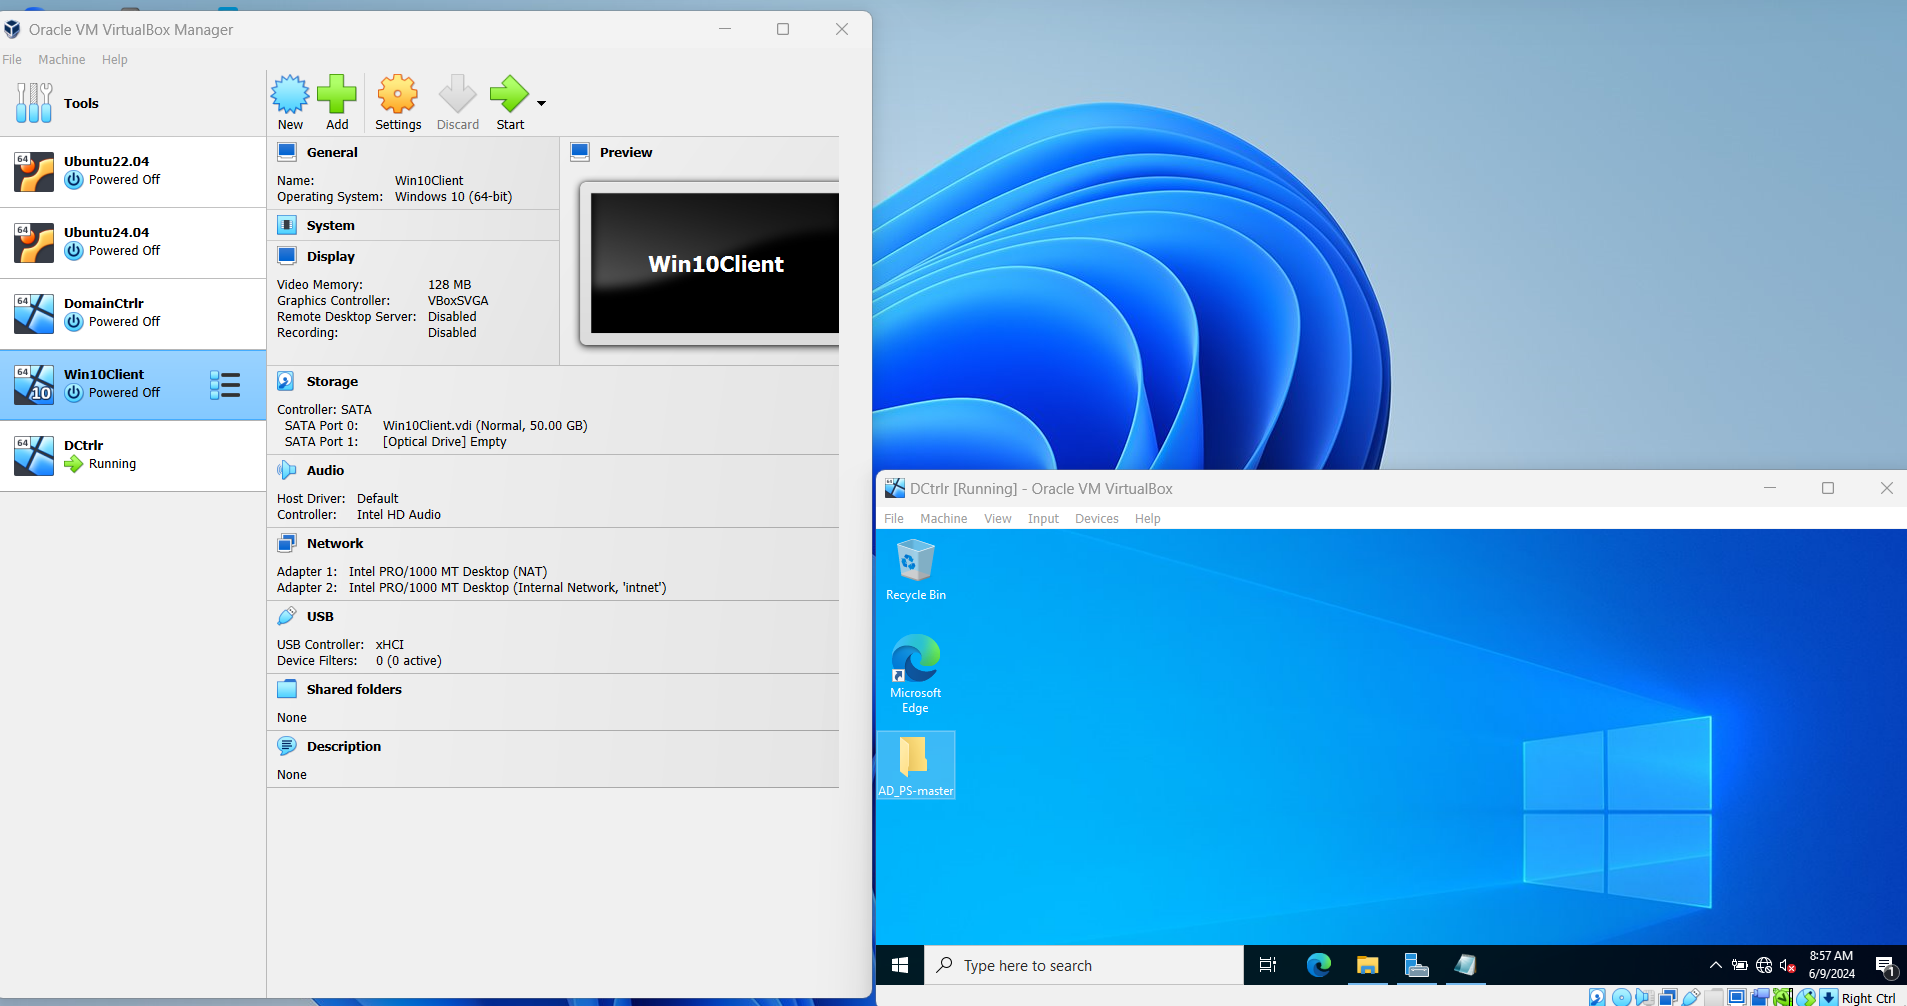 Oracle VM VirtualBox Manager
File Machine Help
Tools
New Add Settings Discard Start
64 Ubuntu22.04
Powered Off
64 Ubuntu24.04
Powered Off
64 DomainCtrlr
Powered Off
64 10 Win10Client
Powered Off
64 DCtrlr
Running
General
Name: Win10Client
Operating System: Windows 10 (64-bit)
System
Display
Video Memory: 128 MB
Graphics Controller: VBoxSVGA
Remote Desktop Server: Disabled
Recording: Disabled
Preview
Win10Client
Storage
Controller: SATA
SATA Port 0: Win10Client.vdi (Normal, 50.00 GB)
SATA Port 1: [Optical Drive] Empty
Audio
Host Driver: Default
Controller: Intel HD Audio
Network
Adapter 1: Intel PRO/1000 MT Desktop (NAT)
Adapter 2: Intel PRO/1000 MT Desktop (Internal Network, 'intnet')
USB
USB Controller: xHCI
Device Filters: 0 (0 active)
Shared folders
None
Description
None
DCtrlr [Running] - Oracle VM VirtualBox
File Machine View Input Devices Help
Recycle Bin
Microsoft
Edge
AD_PS-master
Type here to search
8:57 AM
6/9/2024
1
Right Ctrl